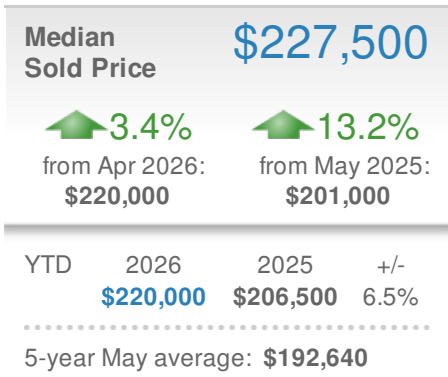 Median
Sold Price
$227,500
3.4%
from Apr 2026:
$220,000
13.2%
from May 2025:
$201,000
YTD 2026 2025 +/-
$220,000 $206,500 6.5%
5-year May average: $192,640